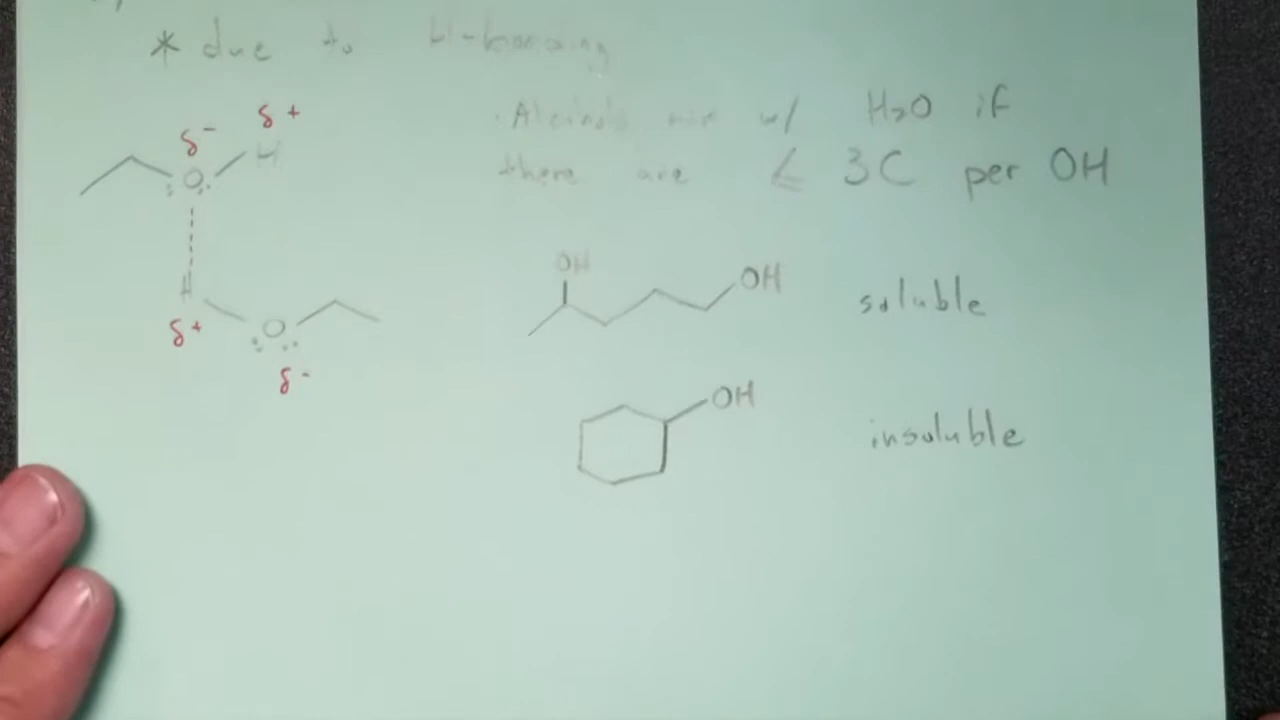 * due to H-bonding
δ+
δ-
O H
H
δ+ O
δ-
· Alcohols mix w/ H₂O if
there are ≤ 3C per OH
OH
OH soluble
OH
insoluble